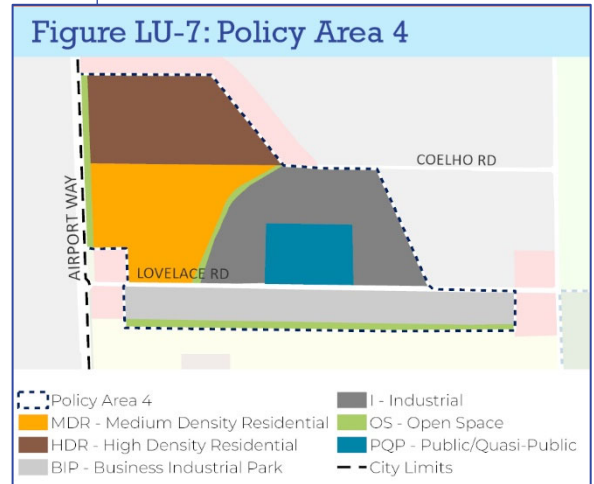 Figure LU-7: Policy Area 4
COELHO RD
AIRPORT WAY
LOVELACE RD
Policy Area 4
MDR - Medium Density Residential
HDR - High Density Residential
BIP - Business Industrial Park
I - Industrial
OS - Open Space
PQP - Public/Quasi-Public
City Limits